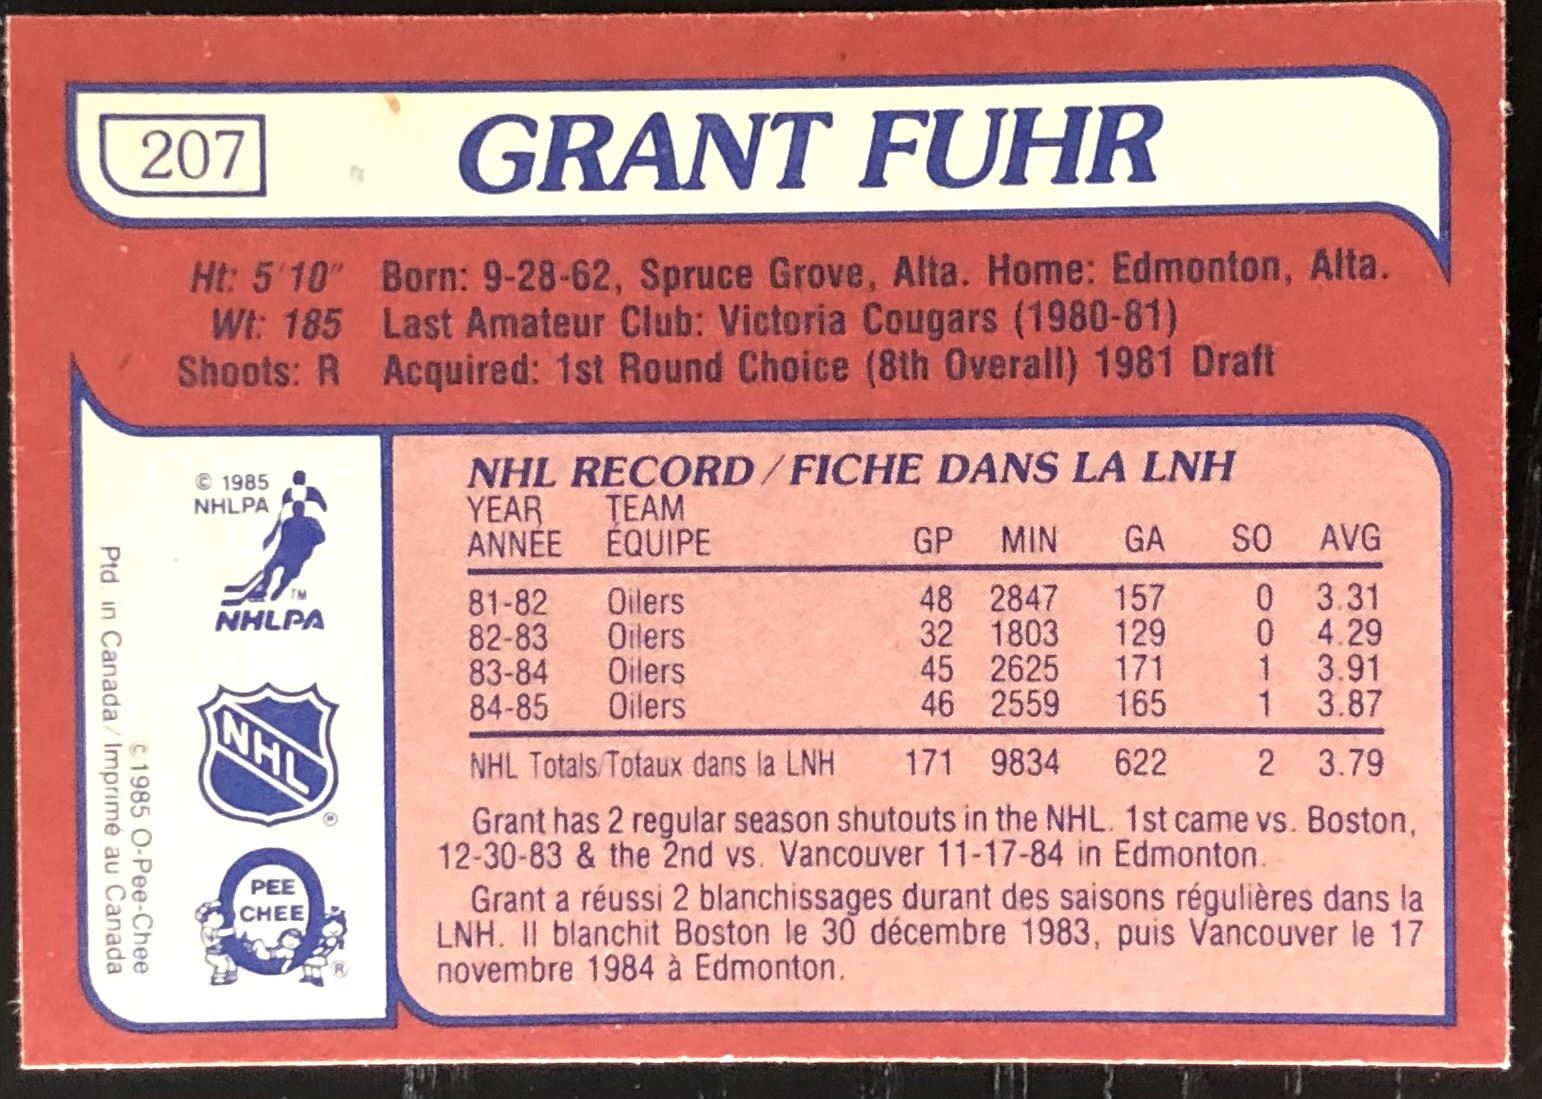 207 GRANT FUHR
Ht: 5'10" Born: 9-28-62, Spruce Grove, Alta. Home: Edmonton, Alta.
Wt: 185 Last Amateur Club: Victoria Cougars (1980-81)
Shoots: R Acquired: 1st Round Choice (8th Overall) 1981 Draft
© 1985
NHLPA
TM
NHLPA
NHL
®
PEE
CHEE
®
© 1985 O-Pee-Chee
Ptd. in Canada/Imprimé au Canada
NHL RECORD/FICHE DANS LA LNH
YEAR TEAM
ANNÉE ÉQUIPE GP MIN GA SO AVG
81-82 Oilers 48 2847 157 0 3.31
82-83 Oilers 32 1803 129 0 4.29
83-84 Oilers 45 2625 171 1 3.91
84-85 Oilers 46 2559 165 1 3.87
NHL Totals/Totaux dans la LNH 171 9834 622 2 3.79
Grant has 2 regular season shutouts in the NHL. 1st came vs. Boston,
12-30-83 & the 2nd vs. Vancouver 11-17-84 in Edmonton.
Grant a réussi 2 blanchissages durant des saisons régulières dans la
LNH. Il blanchit Boston le 30 décembre 1983, puis Vancouver le 17
novembre 1984 à Edmonton.